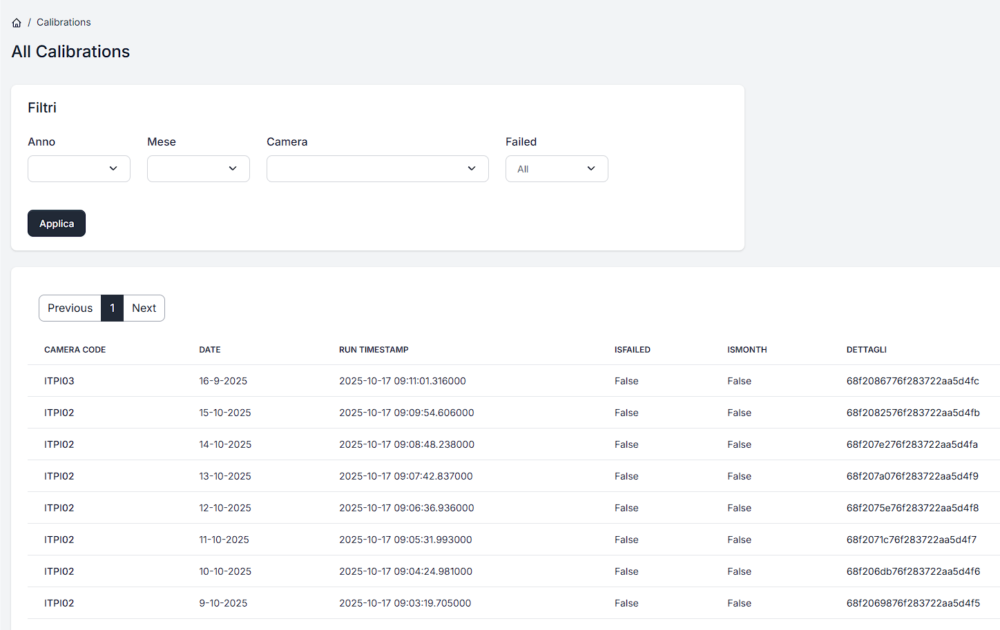 / Calibrations
All Calibrations
Filtri
Anno Mese Camera Failed
All
Applica
Previous 1 Next
CAMERA CODE DATE RUN TIMESTAMP ISFAILED ISMONTH DETTAGLI
ITPI03 16-9-2025 2025-10-17 09:11:01.316000 False False 68f2086776f283722aa5d4fc
ITPI02 15-10-2025 2025-10-17 09:09:54.606000 False False 68f2082576f283722aa5d4fb
ITPI02 14-10-2025 2025-10-17 09:08:48.238000 False False 68f207e276f283722aa5d4fa
ITPI02 13-10-2025 2025-10-17 09:07:42.837000 False False 68f207a076f283722aa5d4f9
ITPI02 12-10-2025 2025-10-17 09:06:36.936000 False False 68f2075e76f283722aa5d4f8
ITPI02 11-10-2025 2025-10-17 09:05:31.993000 False False 68f2071c76f283722aa5d4f7
ITPI02 10-10-2025 2025-10-17 09:04:24.981000 False False 68f206db76f283722aa5d4f6
ITPI02 9-10-2025 2025-10-17 09:03:19.705000 False False 68f2069876f283722aa5d4f5